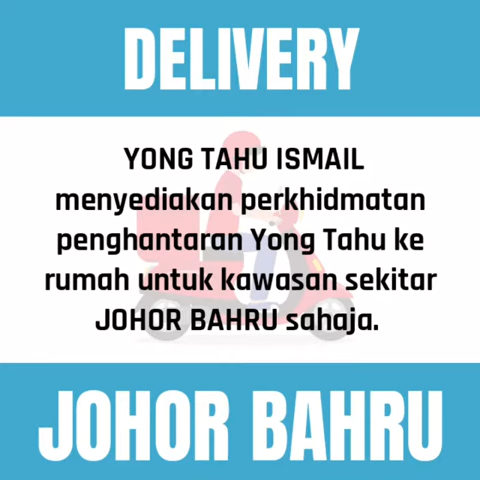 DELIVERY
YONG TAHU ISMAIL
menyediakan perkhidmatan
penghantaran Yong Tahu ke
rumah untuk kawasan sekitar
JOHOR BAHRU sahaja.
JOHOR BAHRU